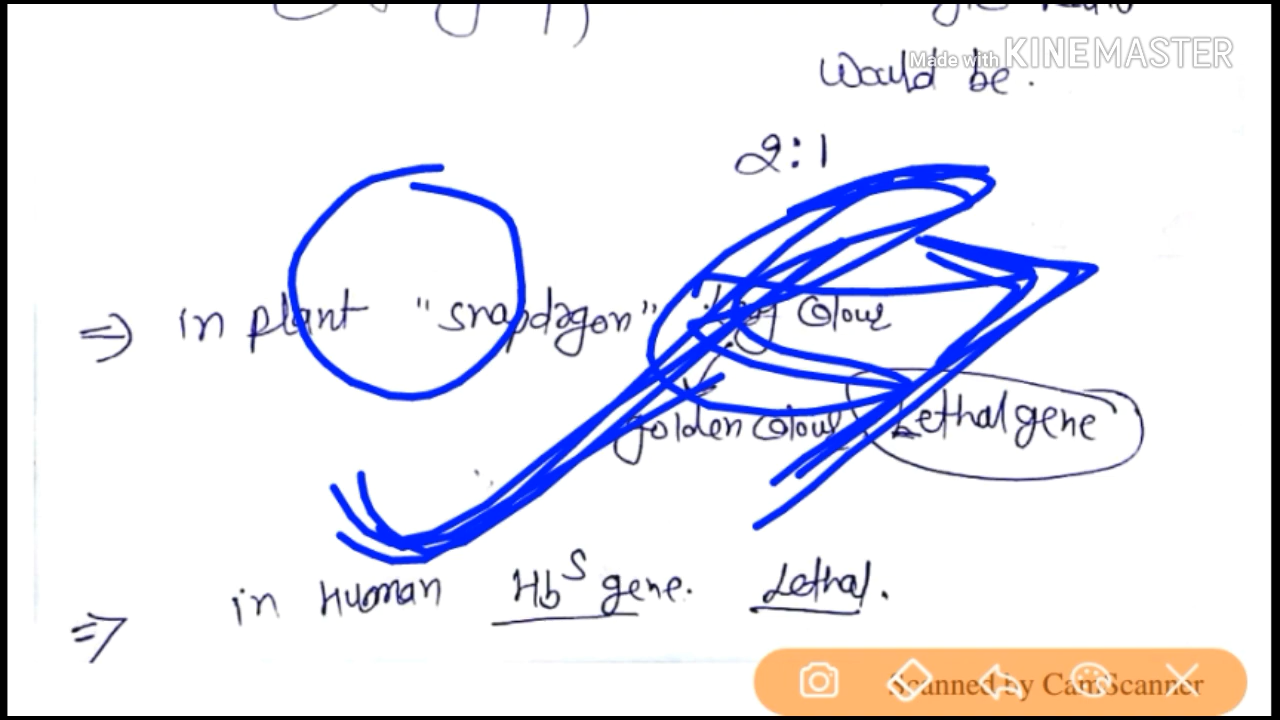 Made with KINEMASTER
Would be.
2:1
⇒ in plant "snapdragon" colour
golden colour Lethal gene
⇒ in Human Hb^S gene. Lethal.
Scanned by CamScanner